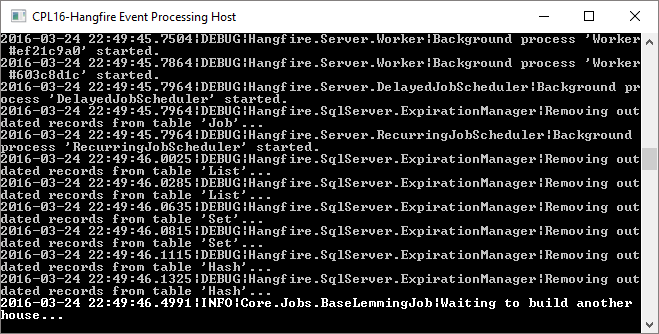 CPL16-Hangfire Event Processing Host
2016-03-24 22:49:45.7504|DEBUG|Hangfire.Server.Worker|Background process 'Worker
 #ef21c9a0' started.
2016-03-24 22:49:45.7864|DEBUG|Hangfire.Server.Worker|Background process 'Worker
 #603c8d1c' started.
2016-03-24 22:49:45.7964|DEBUG|Hangfire.Server.DelayedJobScheduler|Background pr
ocess 'DelayedJobScheduler' started.
2016-03-24 22:49:45.7964|DEBUG|Hangfire.SqlServer.ExpirationManager|Removing out
dated records from table 'Job'...
2016-03-24 22:49:45.7964|DEBUG|Hangfire.Server.RecurringJobScheduler|Background
process 'RecurringJobScheduler' started.
2016-03-24 22:49:46.0025|DEBUG|Hangfire.SqlServer.ExpirationManager|Removing out
dated records from table 'List'...
2016-03-24 22:49:46.0285|DEBUG|Hangfire.SqlServer.ExpirationManager|Removing out
dated records from table 'List'...
2016-03-24 22:49:46.0635|DEBUG|Hangfire.SqlServer.ExpirationManager|Removing out
dated records from table 'Set'...
2016-03-24 22:49:46.0815|DEBUG|Hangfire.SqlServer.ExpirationManager|Removing out
dated records from table 'Set'...
2016-03-24 22:49:46.1115|DEBUG|Hangfire.SqlServer.ExpirationManager|Removing out
dated records from table 'Hash'...
2016-03-24 22:49:46.1325|DEBUG|Hangfire.SqlServer.ExpirationManager|Removing out
dated records from table 'Hash'...
2016-03-24 22:49:46.4991|INFO|Core.Jobs.BaseLemmingJob|Waiting to build another
house...